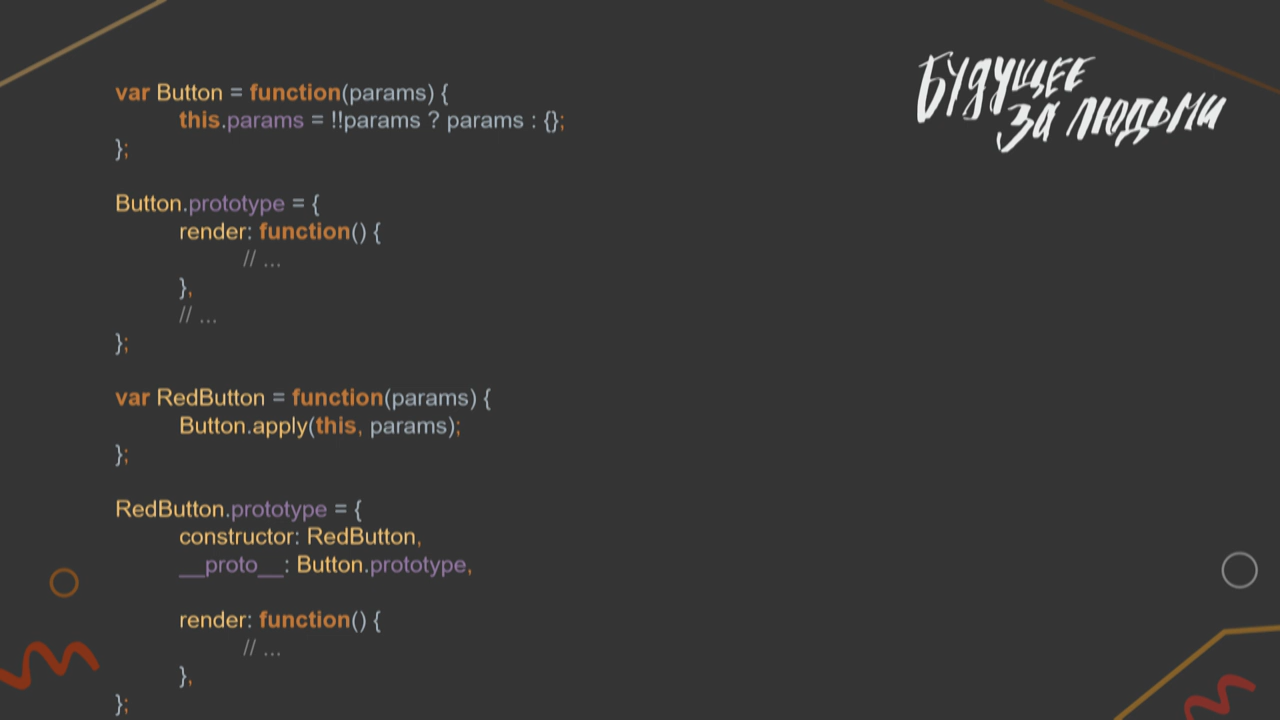 var Button = function(params) {
this.params = !!params ? params : {};
};
Button.prototype = {
render: function() {
// ...
},
// ...
};
var RedButton = function(params) {
Button.apply(this, params);
};
RedButton.prototype = {
constructor: RedButton,
__proto__: Button.prototype,
render: function() {
// ...
},
};
БУДУЩЕЕ
ЗА ЛЮДЬМИ